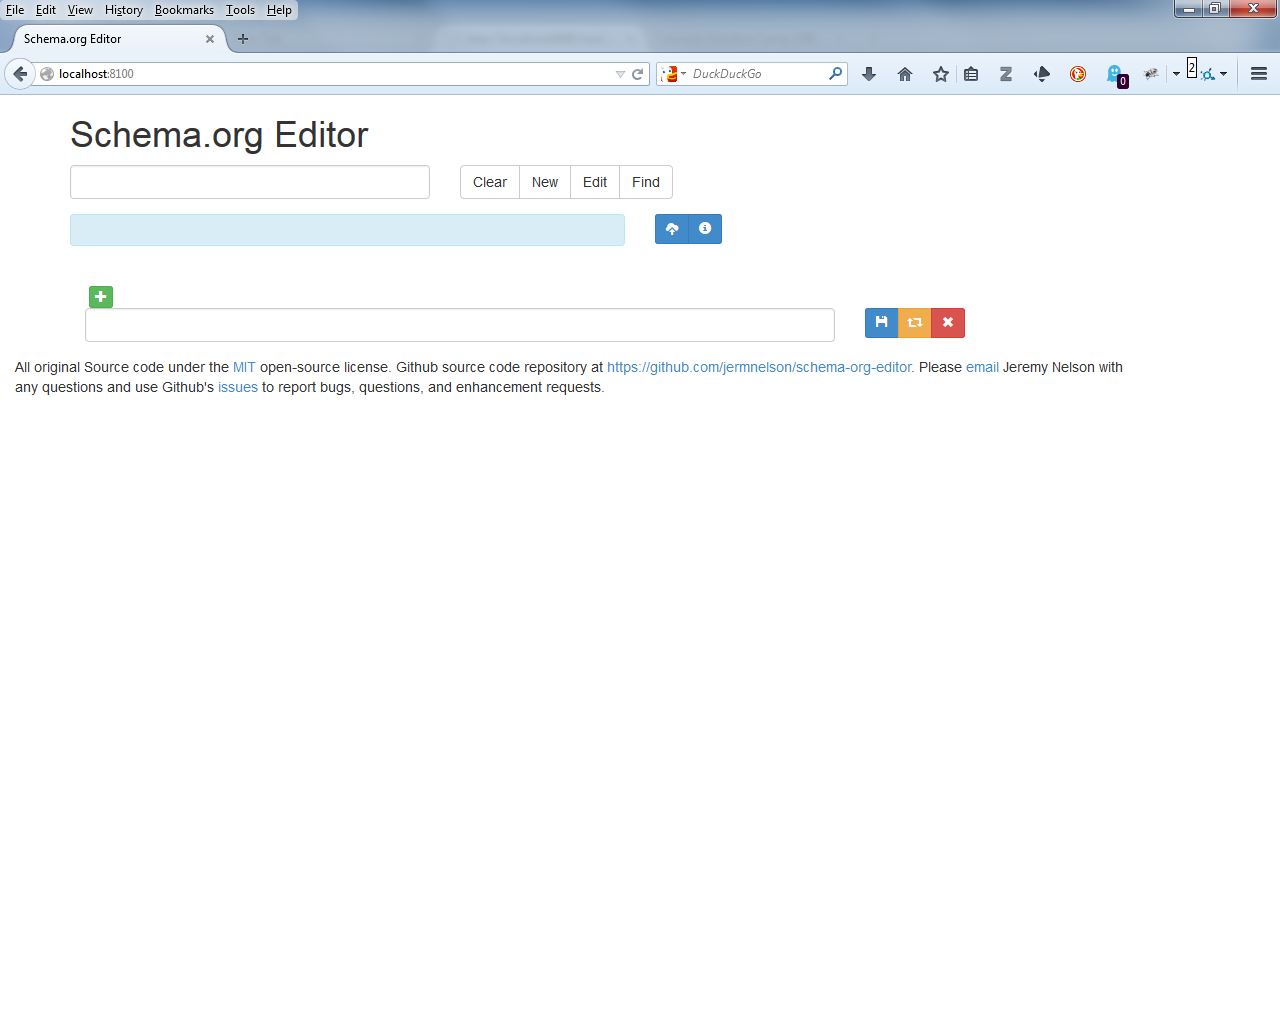 File Edit View History Bookmarks Tools Help
Schema.org Editor
localhost:8100 DuckDuckGo 0 2
Schema.org Editor
Clear New Edit Find
All original Source code under the MIT open-source license. Github source code repository at https://github.com/jermnelson/schema-org-editor. Please email Jeremy Nelson with
any questions and use Github's issues to report bugs, questions, and enhancement requests.